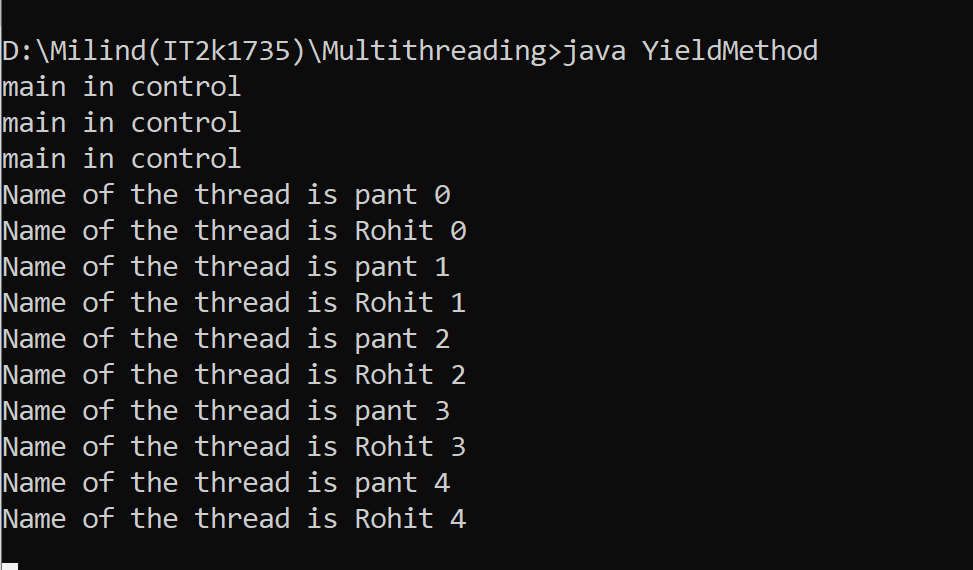 D:\Milind(IT2k1735)\Multithreading>java YieldMethod
main in control
main in control
main in control
Name of the thread is pant 0
Name of the thread is Rohit 0
Name of the thread is pant 1
Name of the thread is Rohit 1
Name of the thread is pant 2
Name of the thread is Rohit 2
Name of the thread is pant 3
Name of the thread is Rohit 3
Name of the thread is pant 4
Name of the thread is Rohit 4